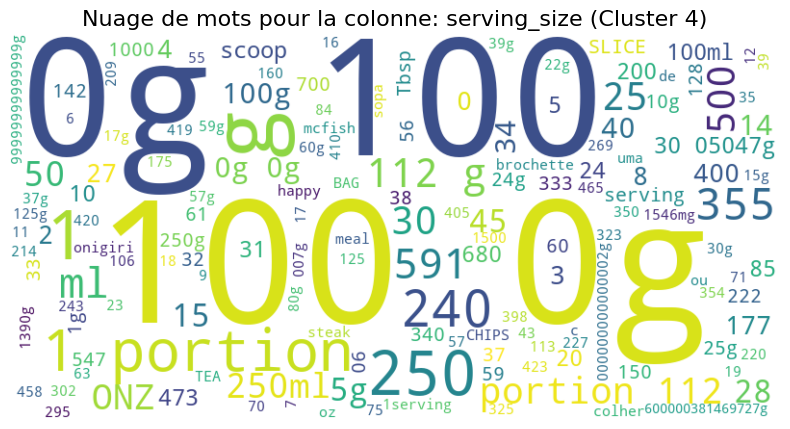 Nuage de mots pour la colonne: serving_size (Cluster 4)
0g 100
100 0g
1000 4 55 scoop 16 39g SLICE 100ml 12
9999999999999999g 142 209 160 700 Tbsp 22g 200 de 128 500 39
6 100g 84 sopa 0 5 25 10g 35
17g 419 59g g mcfish 410 56 34 40 14
60g 269 30 05047g
50 27 175 0g 0g 112 g brochette uma 24 8 400 15g
37g 10 57g happy BAG 38 24g 333 465 serving 355
125g 420 61 17 30 405 45 350 1546mg
11 2 1 250g 31 meal 1500 60 323 30g
214 onigiri 106 18 32 007g 125 591 680 3 ou 71 85
33 ml 9 80g 354 222
243 1g 23 15 240 398 0000000000000002g 177
1390g steak 340 57 CHIPS 43 c 227 25g 220
1 portion 547 06 113 37 20 150 19
63 TEA 250 423 59
458 302 ONZ 473 250ml 5g portion 112 28
295 70 7 oz 75 1serving 325 colher 600000381469727g